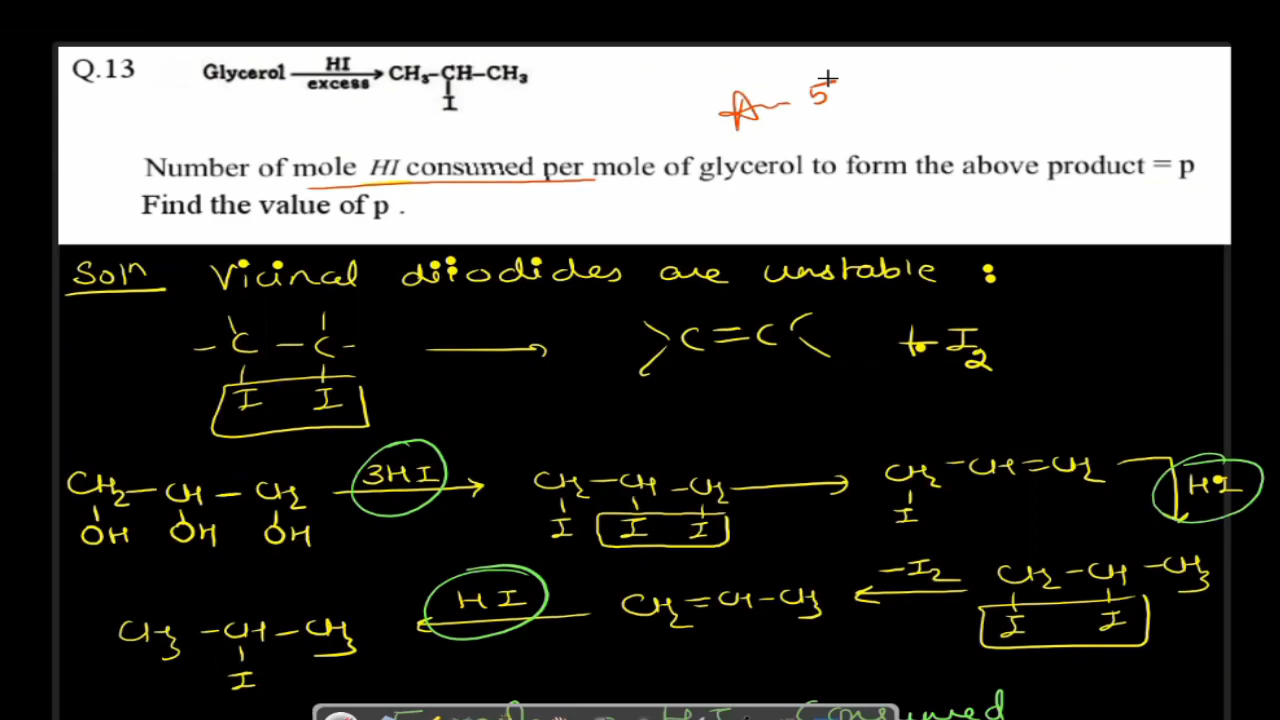 Q.13 Glycerol HI excess CH₃–CH–CH₃
I
A 5
Number of mole HI consumed per mole of glycerol to form the above product = p
Find the value of p .
Soln Vicinal diiodides are unstable :
- C - C - → C = C + I₂
I I
CH₂ - CH - CH₂ 3HI → CH₂ - CH - CH₂ → CH₂ - CH = CH₂ HI
OH OH OH I I I I
CH₃ - CH - CH₃ HI ← CH₂ = CH - CH₃ -I₂ ← CH₂ - CH - CH₃
I I I
HI Consumed